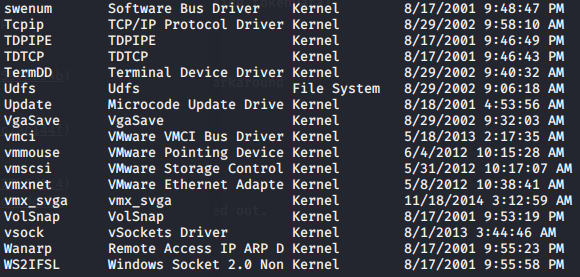 swenum Software Bus Driver Kernel 8/17/2001 9:48:47 PM
Tcpip TCP/IP Protocol Driver Kernel 8/29/2002 9:58:10 AM
TDPIPE TDPIPE Kernel 8/17/2001 9:46:49 PM
TDTCP TDTCP Kernel 8/17/2001 9:46:43 PM
TermDD Terminal Device Driver Kernel 8/29/2002 9:40:32 AM
Udfs Udfs File System 8/29/2002 9:06:18 AM
Update Microcode Update Drive Kernel 8/18/2001 4:53:56 AM
VgaSave VgaSave Kernel 8/29/2002 9:32:03 AM
vmci VMware VMCI Bus Driver Kernel 5/18/2013 2:17:35 AM
vmmouse VMware Pointing Device Kernel 6/4/2012 10:15:28 AM
vmscsi VMware Storage Control Kernel 5/31/2012 10:17:07 AM
vmxnet VMware Ethernet Adapte Kernel 5/8/2012 10:38:41 AM
vmx_svga vmx_svga Kernel 11/18/2014 3:12:59 AM
VolSnap VolSnap Kernel 8/17/2001 9:53:19 PM
vsock vSockets Driver Kernel 8/1/2013 3:44:46 AM
Wanarp Remote Access IP ARP D Kernel 8/17/2001 9:55:23 PM
WS2IFSL Windows Socket 2.0 Non Kernel 8/17/2001 9:55:58 PM